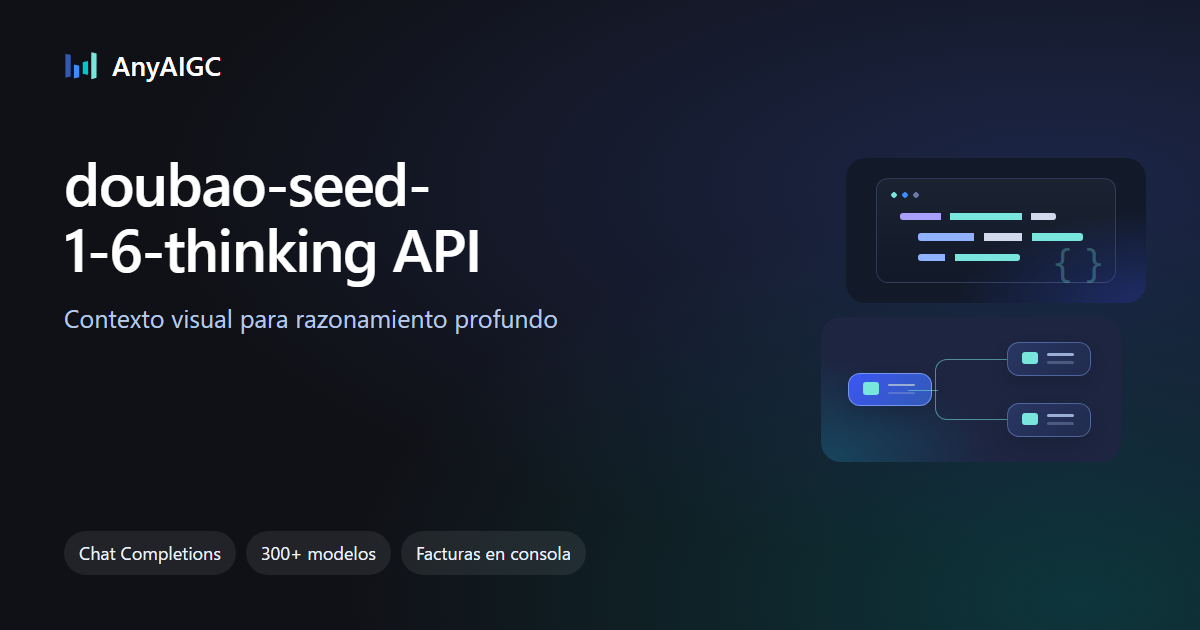 AnyAIGC
doubao-seed-
1-6-thinking API
Contexto visual para razonamiento profundo
{ }
Chat Completions
300+ modelos
Facturas en consola